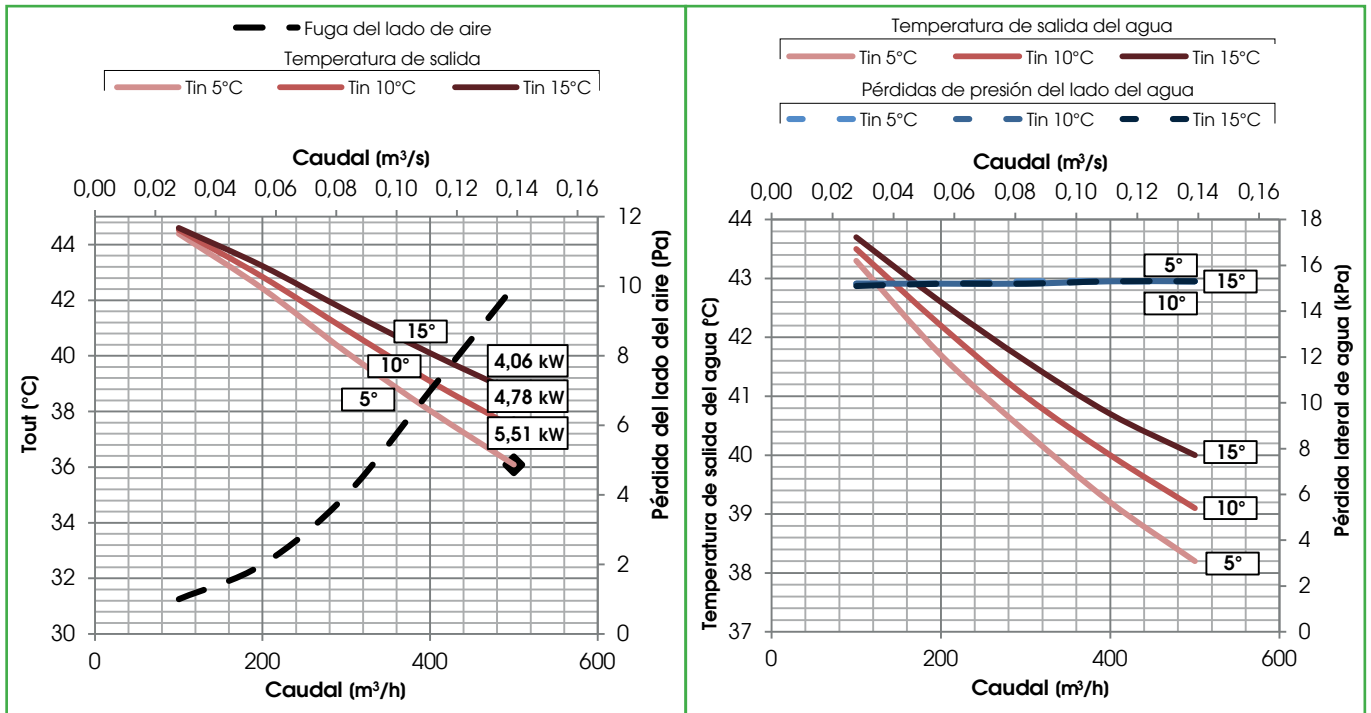 Fuga del lado de aire
Temperatura de salida
Tin 5°C Tin 10°C Tin 15°C
Caudal (m³/s)
0,00 0,02 0,04 0,06 0,08 0,10 0,12 0,14 0,16
44
42
40
38
36
34
32
30
Tout (°C)
12
10
8
6
4
2
0
Pérdida del lado del aire (Pa)
15°
10°
5°
4,06 kW
4,78 kW
5,51 kW
0 200 400 600
Caudal (m³/h)
Temperatura de salida del agua
Tin 5°C Tin 10°C Tin 15°C
Pérdidas de presión del lado del agua
Tin 5°C Tin 10°C Tin 15°C
Caudal (m³/s)
0,00 0,02 0,04 0,06 0,08 0,10 0,12 0,14 0,16
44
43
42
41
40
39
38
37
Temperatura de salida del agua (°C)
18
16
14
12
10
8
6
4
2
0
Pérdida lateral de agua (kPa)
5°
15°
10°
15°
10°
5°
0 200 400 600
Caudal (m³/h)